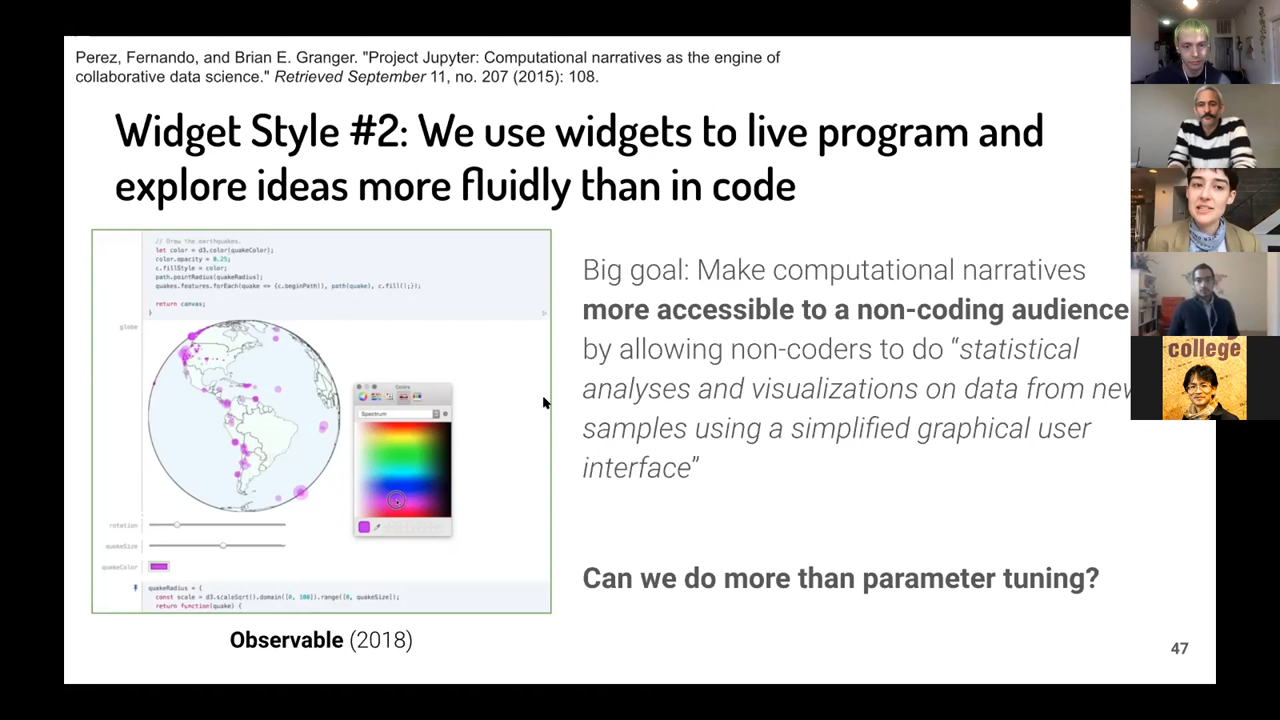 Perez, Fernando, and Brian E. Granger. "Project Jupyter: Computational narratives as the engine of
collaborative data science." Retrieved September 11, no. 207 (2015): 108.
Widget Style #2: We use widgets to live program and
explore ideas more fluidly than in code
// Draw the earthquakes.
let color = d3.color(quakeColor);
color.opacity = 0.25;
c.fillStyle = color;
path.pointRadius(quakeRadius);
quakes.features.forEach(quake => {c.beginPath(), path(quake), c.fill();});
return canvas;
}
globe
Colors
Spectrum
rotation
quakeSize
quakeColor
quakeRadius = {
const scale = d3.scaleSqrt().domain([0, 100]).range([0, quakeSize]);
return function(quake) {
Observable (2018)
Big goal: Make computational narratives
more accessible to a non-coding audience
by allowing non-coders to do “statistical
analyses and visualizations on data from new
samples using a simplified graphical user
interface”
Can we do more than parameter tuning?
47
college